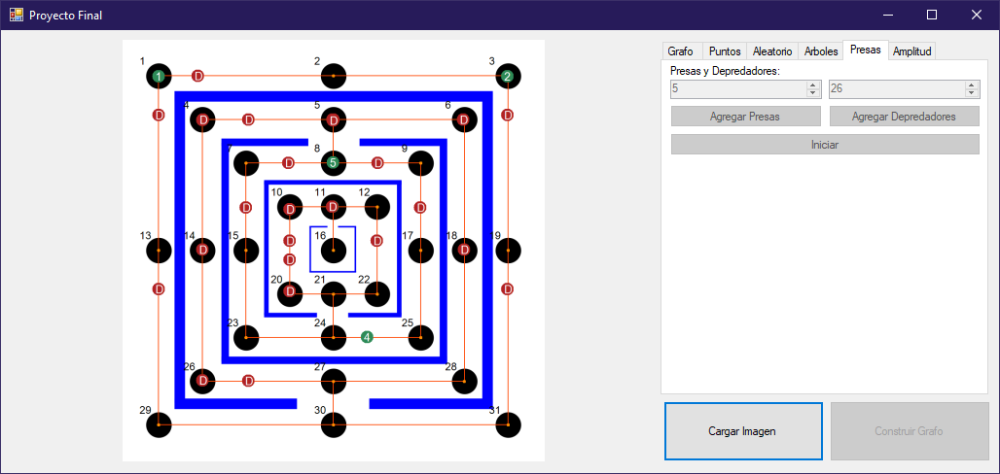 Proyecto Final
Grafo Puntos Aleatorio Arboles Presas Amplitud
Presas y Depredadores:
5 26
Agregar Presas Agregar Depredadores
Iniciar
Cargar Imagen Construir Grafo
1 2 3
1 D 2
D D
4 5 6
D D D D
7 8 9
D 5 D
10 11 12
D D D D
13 14 15 16 17 18 19
D D D D D
D D D
20 21 22
D
23 24 25
4
26 27 28
D D
29 30 31